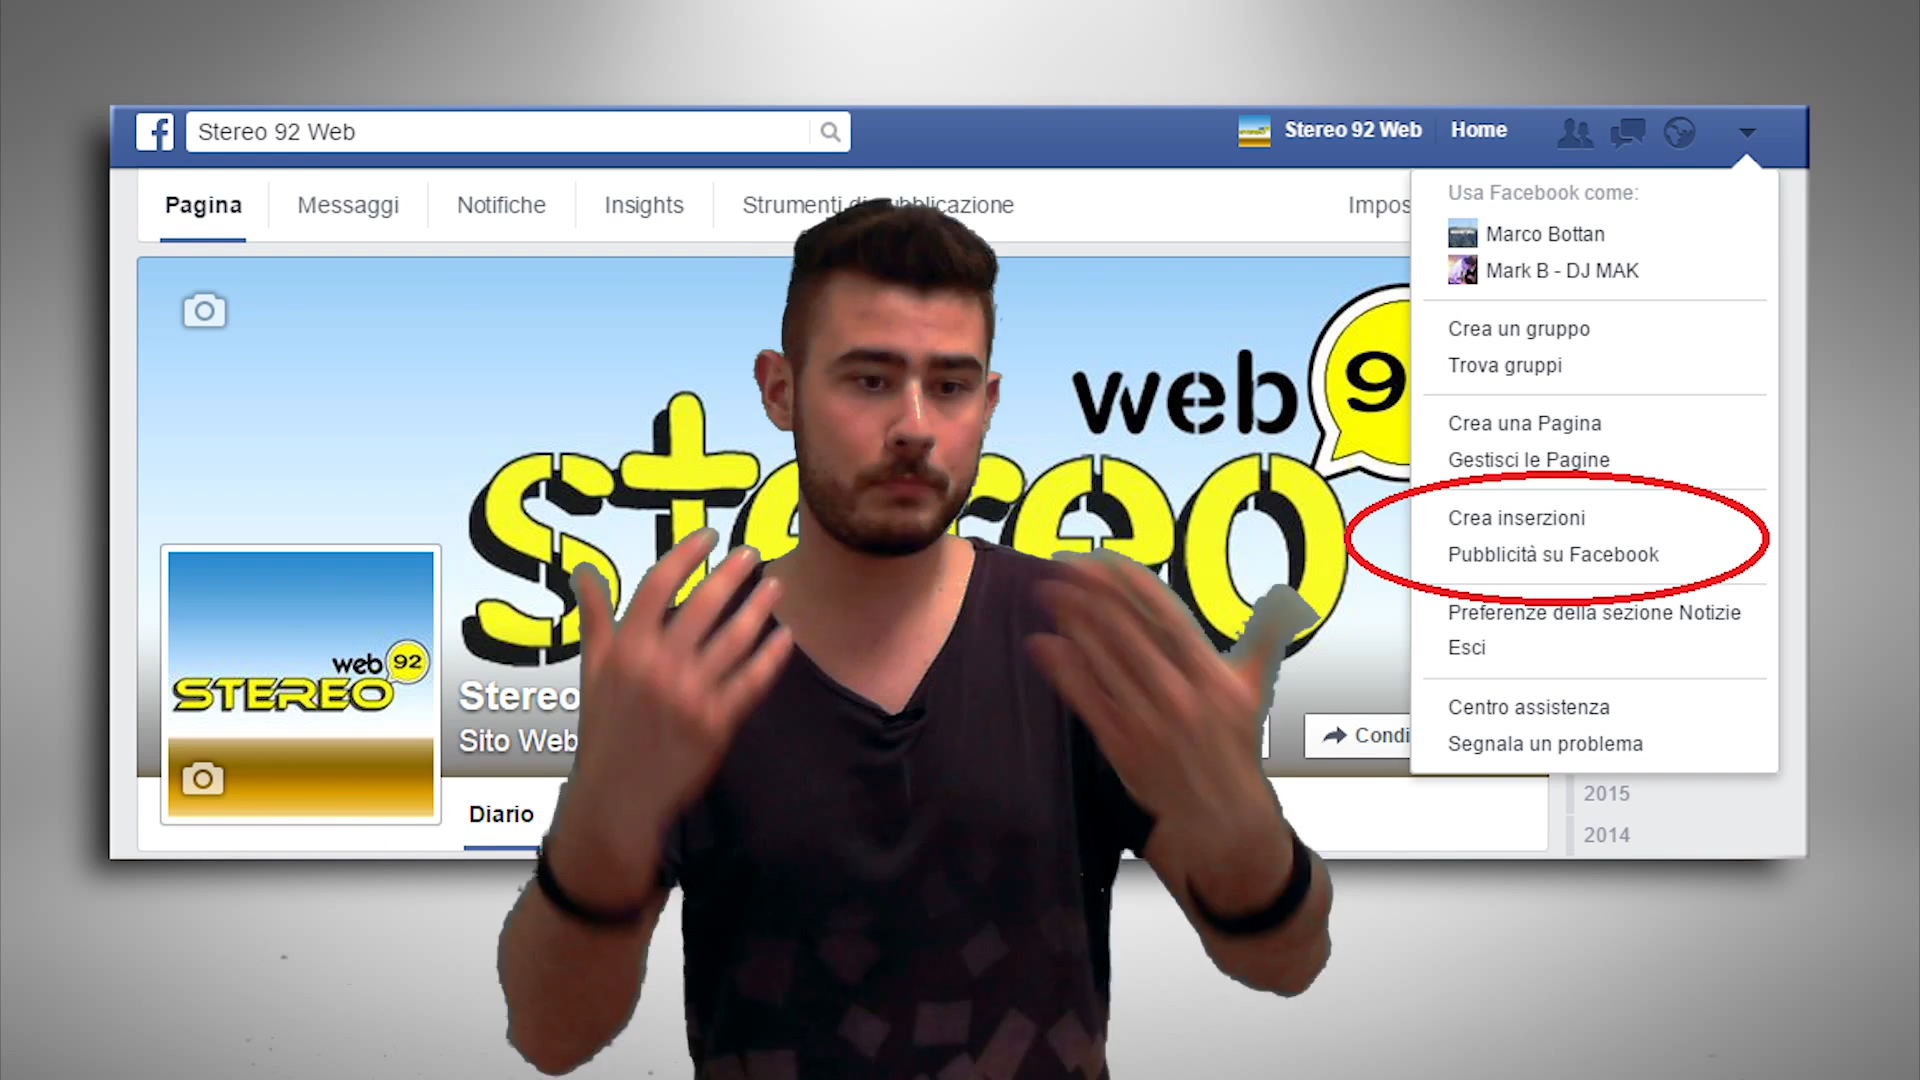 Stereo 92 Web
Stereo 92 Web Home
Pagina Messaggi Notifiche Insights Strumenti di pubblicazione
Usa Facebook come:
Marco Bottan
Mark B - DJ MAK
Crea un gruppo
Trova gruppi
Crea una Pagina
Gestisci le Pagine
Crea inserzioni
Pubblicità su Facebook
Preferenze della sezione Notizie
Esci
Centro assistenza
Segnala un problema
web 9
stereo
web 92
STEREO
Stereo
Sito Web
Diario
2015
2014